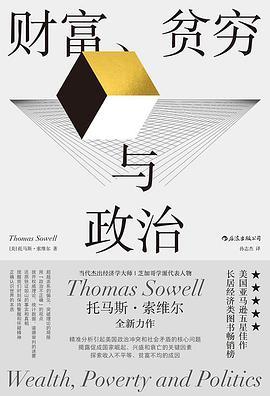 财富、贫穷
与
政治
Thomas Sowell
[美]托马斯·索维尔 著
孙志杰 译
后浪出版公司
当代杰出经济学大师|芝加哥学派代表人物
Thomas Sowell
托马斯·索维尔
全新力作
精准分析引起美国政治冲突和社会矛盾的核心问题
揭露促成国家崛起、兴盛和衰亡的关键因素
探索收入不平等、贫富不均的成因
★★★★★
美国亚马逊五星佳作
长居经济类图书畅销榜
Wealth, Poverty and Politics